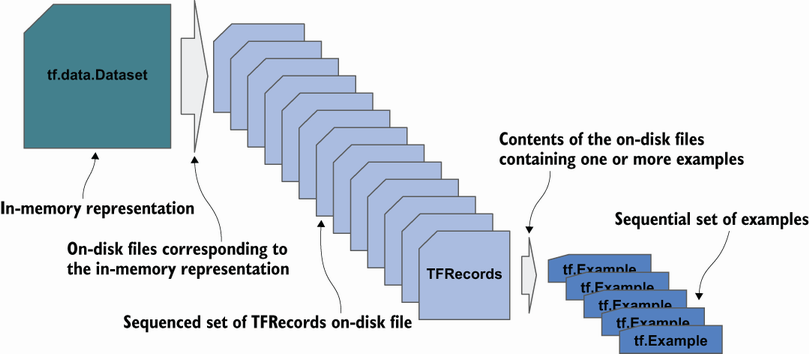 tf.data.Dataset
In-memory representation
On-disk files corresponding to
the in-memory representation
Sequenced set of TFRecords on-disk file
TFRecords
Contents of the on-disk files
containing one or more examples
Sequential set of examples
tf.Example
tf.Example
tf.Example
tf.Example
tf.Example